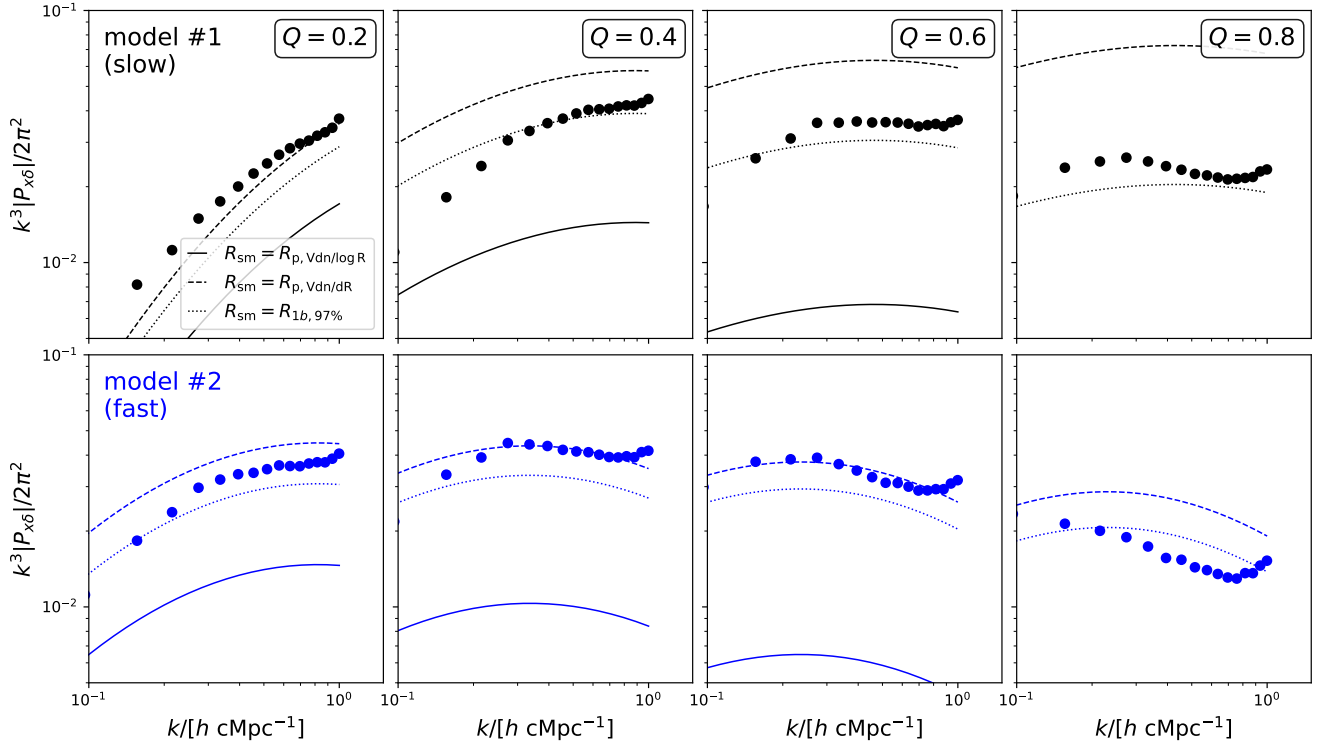 model #1
(slow)
Q = 0.2
Q = 0.4
Q = 0.6
Q = 0.8
10⁻¹
10⁻²
k³|Pₓδ|/2π²
R_sm = R_p, Vdn/log R
R_sm = R_p, Vdn/dR
R_sm = R_1b, 97%
model #2
(fast)
10⁻¹
10⁻²
k³|Pₓδ|/2π²
10⁻¹ 10⁰ 10⁻¹ 10⁰ 10⁻¹ 10⁰ 10⁻¹ 10⁰
k/[h cMpc⁻¹] k/[h cMpc⁻¹] k/[h cMpc⁻¹] k/[h cMpc⁻¹]